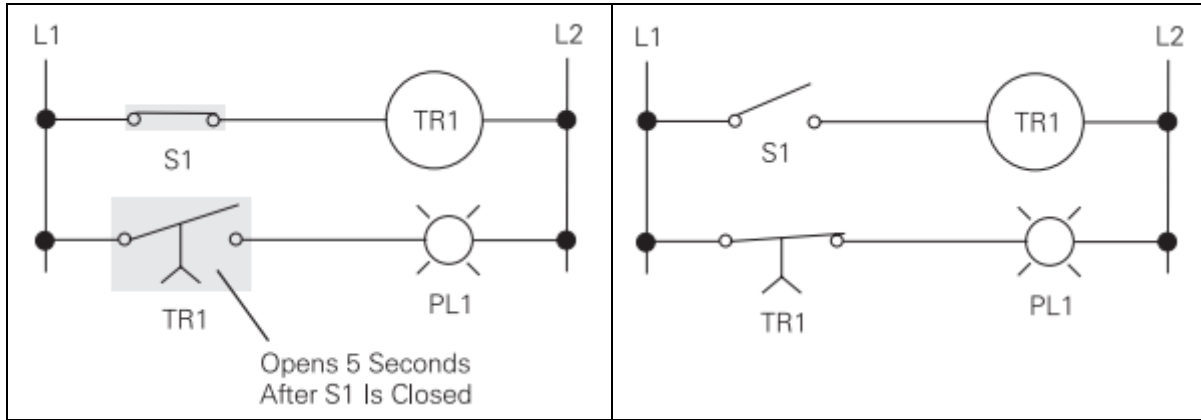 L1
L2
TR1
S1
TR1
PL1
Opens 5 Seconds
After S1 Is Closed
L1
L2
TR1
S1
TR1
PL1